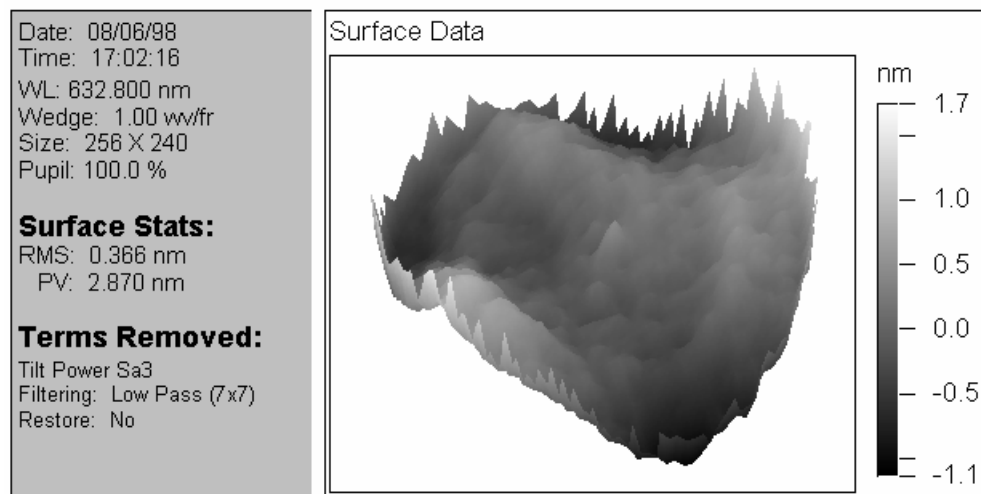 Date: 08/06/98
Time: 17:02:16
WL: 632.800 nm
Wedge: 1.00 wv/fr
Size: 256 X 240
Pupil: 100.0 %
Surface Stats:
RMS: 0.366 nm
PV: 2.870 nm
Terms Removed:
Tilt Power Sa3
Filtering: Low Pass (7x7)
Restore: No
Surface Data
nm
1.7
1.0
0.5
0.0
-0.5
-1.1